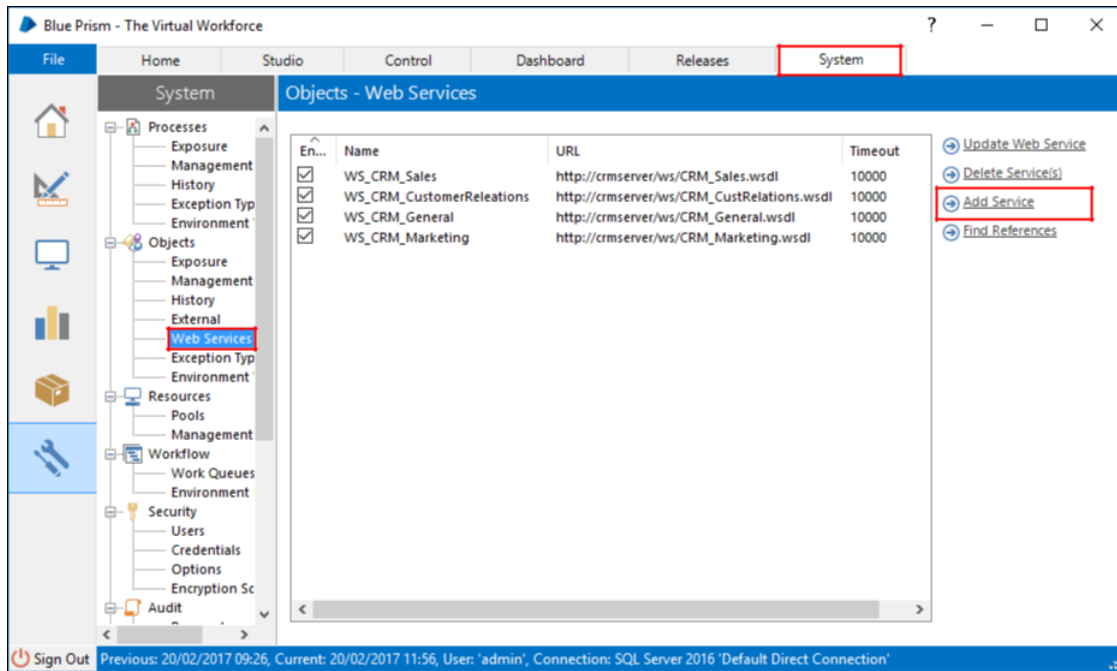 Blue Prism - The Virtual Workforce
?
File Home Studio Control Dashboard Releases System
System
Objects - Web Services
Processes
Exposure
Management
History
Exception Typ
Environment
Objects
Exposure
Management
History
External
Web Services
Exception Typ
Environment
Resources
Pools
Management
Workflow
Work Queues
Environment
Security
Users
Credentials
Options
Encryption Sc
Audit
En... Name URL Timeout
WS_CRM_Sales http://crmserver/ws/CRM_Sales.wsdl 10000
WS_CRM_CustomerReleations http://crmserver/ws/CRM_CustRelations.wsdl 10000
WS_CRM_General http://crmserver/ws/CRM_General.wsdl 10000
WS_CRM_Marketing http://crmserver/ws/CRM_Marketing.wsdl 10000
Update Web Service
Delete Service(s)
Add Service
Find References
Sign Out Previous: 20/02/2017 09:26, Current: 20/02/2017 11:56, User: 'admin', Connection: SQL Server 2016 'Default Direct Connection'